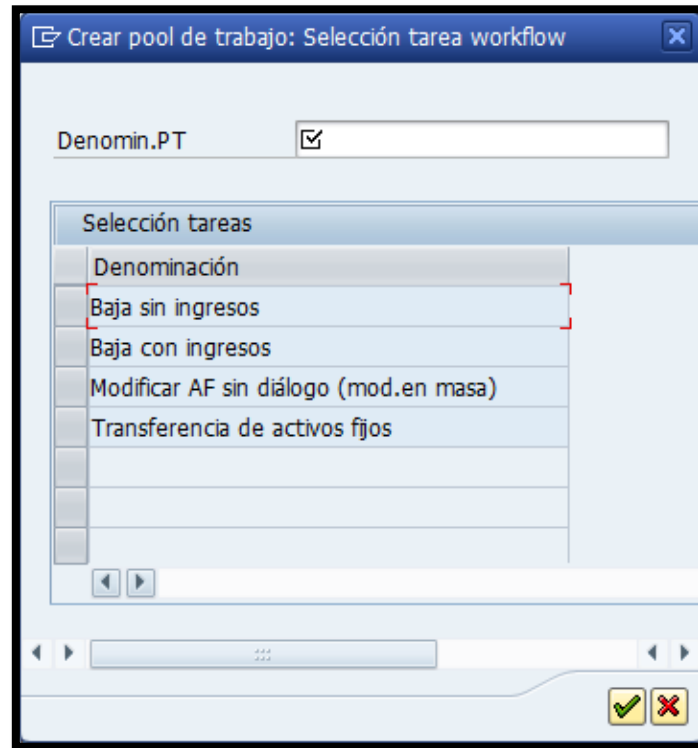 Crear pool de trabajo: Selección tarea workflow
Denomin.PT
Selección tareas
Denominación
Baja sin ingresos
Baja con ingresos
Modificar AF sin diálogo (mod.en masa)
Transferencia de activos fijos